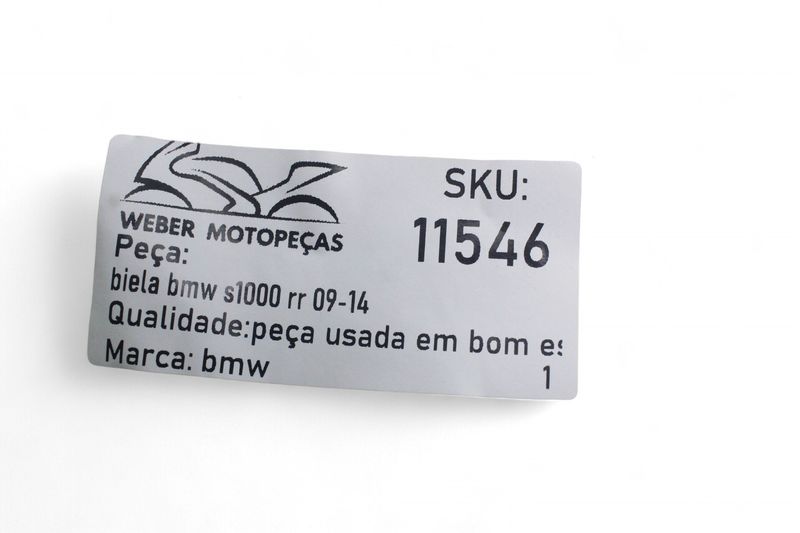 WEBER MOTOPEÇAS
SKU:
11546
Peça:
biela bmw s1000 rr 09-14
Qualidade:peça usada em bom es
Marca: bmw
1